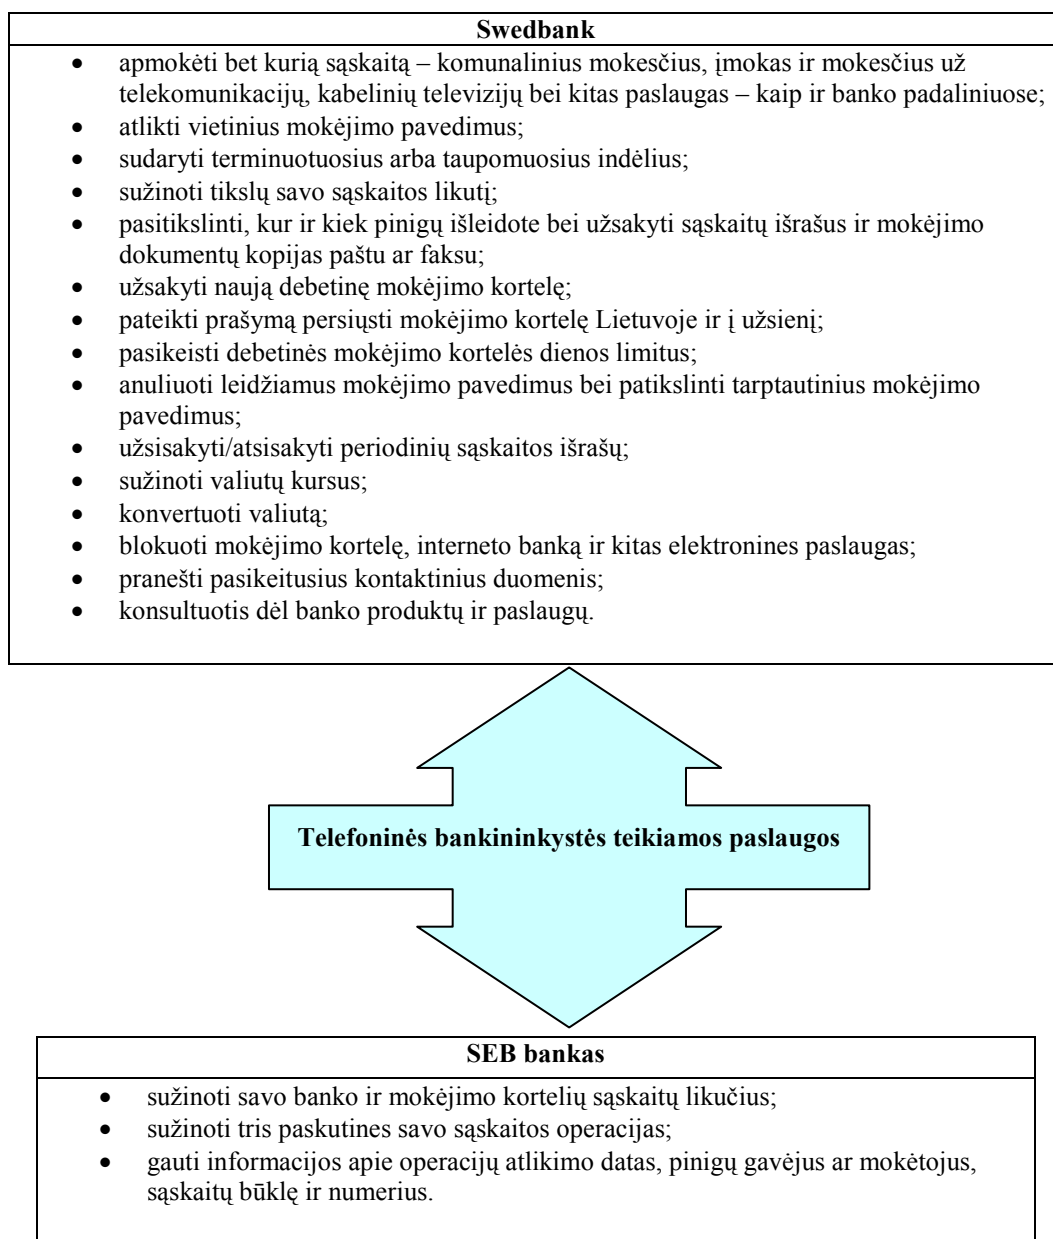 Swedbank
• apmokėti bet kurią sąskaitą – komunalinius mokesčius, įmokas ir mokesčius už
telekomunikacijų, kabelinių televizijų bei kitas paslaugas – kaip ir banko padaliniuose;
• atlikti vietinius mokėjimo pavedimus;
• sudaryti terminuotuosius arba taupomuosius indėlius;
• sužinoti tikslų savo sąskaitos likutį;
• pasitikslinti, kur ir kiek pinigų išleidote bei užsakyti sąskaitų išrašus ir mokėjimo
dokumentų kopijas paštu ar faksu;
• užsakyti naują debetinę mokėjimo kortelę;
• pateikti prašymą persiųsti mokėjimo kortelę Lietuvoje ir į užsienį;
• pasikeisti debetinės mokėjimo kortelės dienos limitus;
• anuliuoti leidžiamus mokėjimo pavedimus bei patikslinti tarptautinius mokėjimo
pavedimus;
• užsisakyti/atsisakyti periodinių sąskaitos išrašų;
• sužinoti valiutų kursus;
• konvertuoti valiutą;
• blokuoti mokėjimo kortelę, interneto banką ir kitas elektronines paslaugas;
• pranešti pasikeitusius kontaktinius duomenis;
• konsultuotis dėl banko produktų ir paslaugų.
Telefoninės bankininkystės teikiamos paslaugos
SEB bankas
• sužinoti savo banko ir mokėjimo kortelių sąskaitų likučius;
• sužinoti tris paskutines savo sąskaitos operacijas;
• gauti informacijos apie operacijų atlikimo datas, pinigų gavėjus ar mokėtojus,
sąskaitų būklę ir numerius.